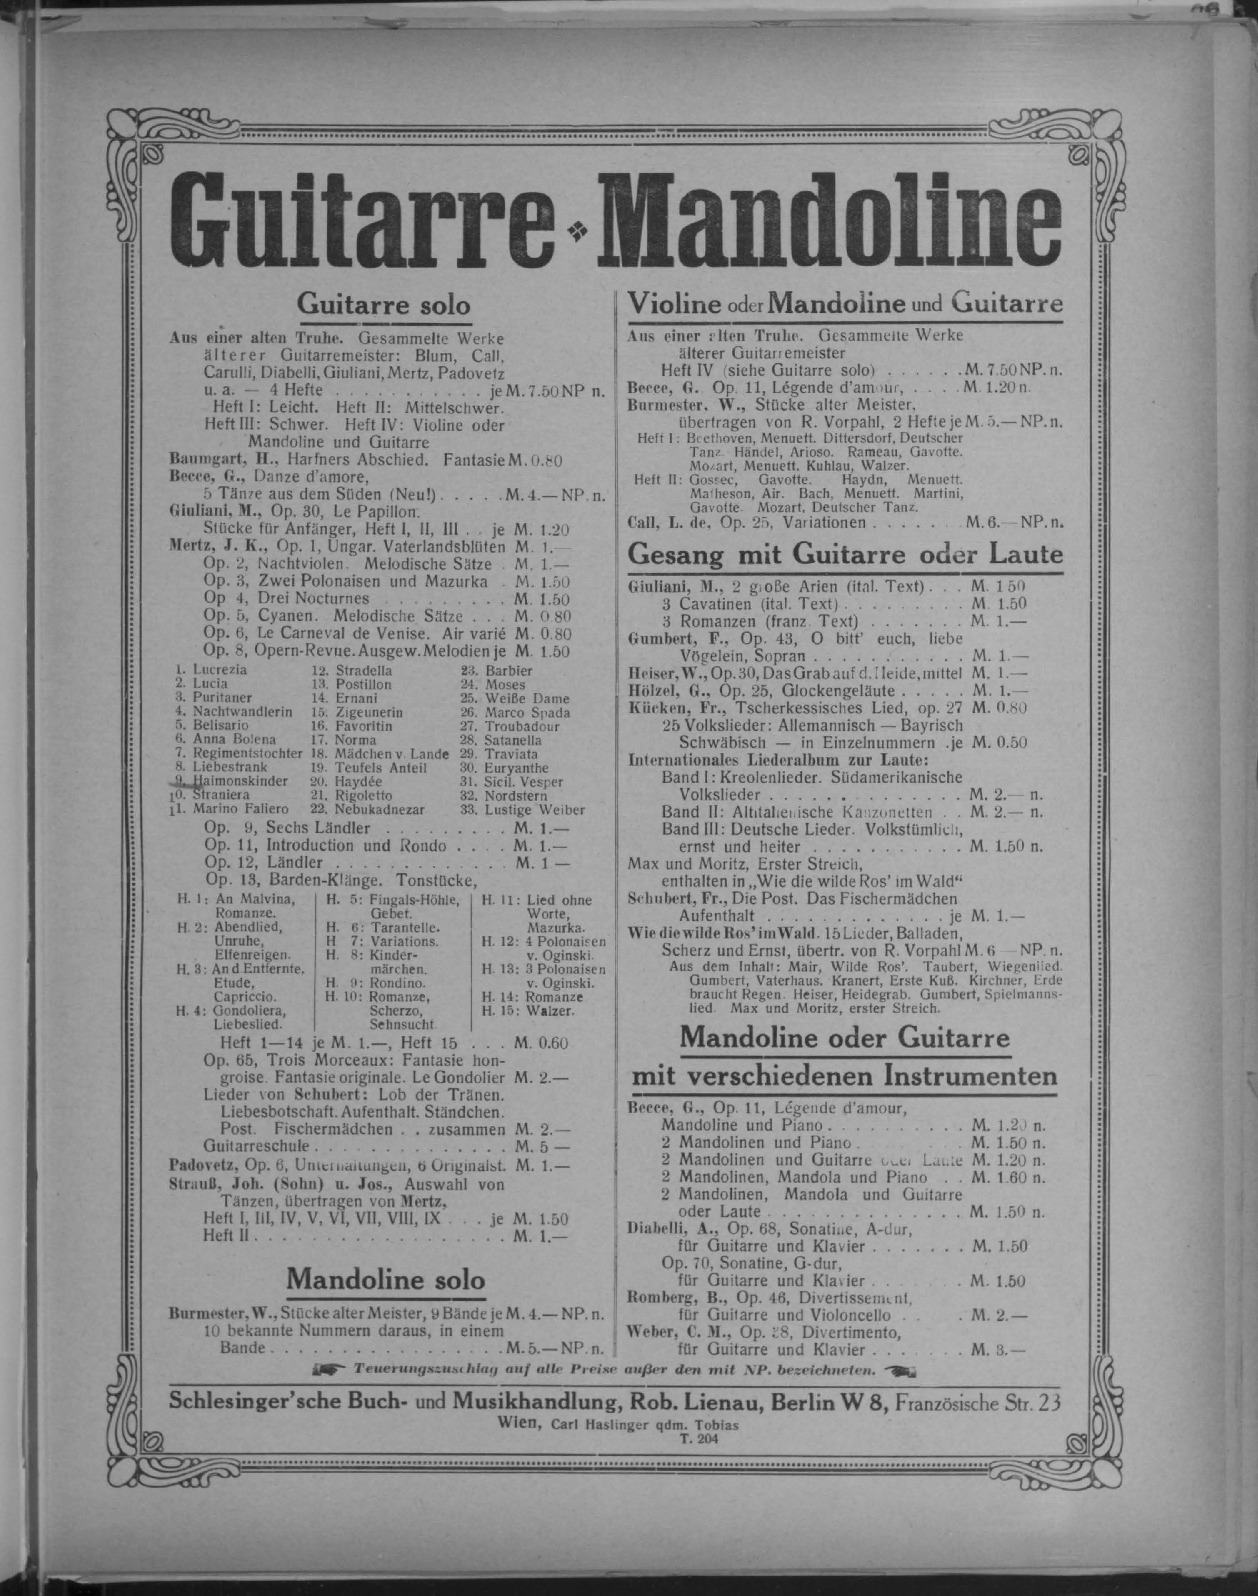 Guitarre ❖ Mandoline
Guitarre solo
Aus einer alten Truhe. Gesammelte Werke
älterer Guitarremeister: Blum, Call,
Carulli, Diabelli, Giuliani, Mertz, Padovetz
u. a. — 4 Hefte . . . . . . . . . . . je M. 7.50 NP n.
Heft I: Leicht. Heft II: Mittelschwer.
Heft III: Schwer. Heft IV: Violine oder
Mandoline und Guitarre
Baumgart, H., Harfners Abschied. Fantasie M. 0.80
Becce, G., Danze d'amore,
5 Tänze aus dem Süden (Neu!) . . . . . M. 4.— NP. n.
Giuliani, M., Op. 30, Le Papillon.
Stücke für Anfänger, Heft I, II, III . . je M. 1.20
Mertz, J. K., Op. 1, Ungar. Vaterlandsblüten M. 1.—
Op. 2, Nachtviolen. Melodische Sätze . M. 1.—
Op. 3, Zwei Polonaisen und Mazurka . M. 1.50
Op 4, Drei Nocturnes . . . . . . . . . M. 1.50
Op. 5, Cyanen. Melodische Sätze . . . M. 0.80
Op. 6, Le Carneval de Venise. Air varié M. 0.80
Op. 8, Opern-Revue. Ausgew. Melodien je M. 1.50
1. Lucrezia 12. Stradella 23. Barbier
2. Lucia 13. Postillon 24. Moses
3. Puritaner 14. Ernani 25. Weiße Dame
4. Nachtwandlerin 15. Zigeunerin 26. Marco Spada
5. Belisario 16. Favoritin 27. Troubadour
6. Anna Bolena 17. Norma 28. Satanella
7. Regimentstochter 18. Mädchen v. Lande 29. Traviata
8. Liebestrank 19. Teufels Anteil 30. Euryanthe
9. Haimonskinder 20. Haydée 31. Sicil. Vesper
10. Straniera 21. Rigoletto 32. Nordstern
11. Marino Faliero 22. Nebukadnezar 33. Lustige Weiber
Op. 9, Sechs Ländler . . . . . . . . . M. 1.—
Op. 11, Introduction und Rondo . . . . M. 1.—
Op. 12, Ländler . . . . . . . . . . . . M. 1 —
Op. 13, Barden-Klänge. Tonstücke,
H. 1: An Malvina,
Romanze.
H. 2: Abendlied,
Unruhe,
Elfenreigen.
H. 3: An d Entfernte,
Etude,
Capriccio.
H. 4: Gondoliera,
Liebeslied.
H. 5: Fingals-Höhle,
Gebet.
H. 6: Tarantelle.
H 7: Variations.
H. 8: Kinder-
märchen.
H. 9: Rondino.
H. 10: Romanze,
Scherzo,
Sehnsucht
H. 11: Lied ohne
Worte,
Mazurka.
H. 12: 4 Polonaisen
v. Oginski.
H. 13: 3 Polonaisen
v. Oginski.
H. 14: Romanze
H. 15: Walzer.
Heft 1—14 je M. 1.—, Heft 15 . . . M. 0.60
Op. 65, Trois Morceaux: Fantasie hon-
groise. Fantasie originale. Le Gondolier M. 2.—
Lieder von Schubert: Lob der Tränen.
Liebesbotschaft. Aufenthalt. Ständchen.
Post. Fischermädchen . . zusammen M. 2.—
Guitarreschule . . . . . . . . . . . . . . M. 5 —
Padovetz, Op. 6, Unterhaltungen, 6 Originalst. M. 1.—
Strauß, Joh. (Sohn) u. Jos., Auswahl von
Tänzen, übertragen von Mertz,
Heft I, III, IV, V, VI, VII, VIII, IX . . . je M. 1.50
Heft II . . . . . . . . . . . . . . . . . . M. 1.—
Mandoline solo
Burmester, W., Stücke alter Meister, 9 Bände je M. 4.— NP. n.
10 bekannte Nummern daraus, in einem
Bande . . . . . . . . . . . . . . . . . M. 5.— NP. n.
Violine oder Mandoline und Guitarre
Aus einer alten Truhe. Gesammelte Werke
älterer Guitarremeister
Heft IV (siehe Guitarre solo) . . . . . . M. 7.50 NP. n.
Becce, G. Op. 11, Légende d'amour, . . . . M. 1.20 n.
Burmester, W., Stücke alter Meister,
übertragen von R. Vorpahl, 2 Hefte je M. 5.— NP. n.
Heft I: Beethoven, Menuett. Dittersdorf, Deutscher
Tanz. Händel, Arioso. Rameau, Gavotte.
Mozart, Menuett. Kuhlau, Walzer.
Heft II: Gossec, Gavotte. Haydn, Menuett.
Matheson, Air. Bach, Menuett. Martini,
Gavotte. Mozart, Deutscher Tanz.
Call, L. de, Op. 25, Variationen . . . . . . . M. 6.— NP. n.
Gesang mit Guitarre oder Laute
Giuliani, M., 2 große Arien (ital. Text) . . . M. 1 50
3 Cavatinen (ital. Text) . . . . . . . . . M 1.50
3 Romanzen (franz. Text) . . . . . . . M. 1.—
Gumbert, F., Op. 43, O bitt' euch, liebe
Vögelein, Sopran . . . . . . . . . . . M. 1.—
Heiser, W., Op. 30, Das Grab auf d. Heide, mittel M. 1.—
Hölzel, G., Op. 25, Glockengeläute . . . . . M. 1.—
Kücken, Fr., Tscherkessisches Lied, op. 27 M. 0.80
25 Volkslieder: Allemannisch — Bayrisch
Schwäbisch — in Einzelnummern . je M. 0.50
Internationales Liederalbum zur Laute:
Band I: Kreolenlieder. Südamerikanische
Volkslieder . . . . . . . . . . . . . . M. 2.— n.
Band II: Altitalienische Kanzonetten . . M. 2.— n.
Band III: Deutsche Lieder. Volkstümlich,
ernst und heiter . . . . . . . . . . . M. 1.50 n.
Max und Moritz, Erster Streich,
enthalten in „Wie die wilde Ros' im Wald“
Schubert, Fr., Die Post. Das Fischermädchen
Aufenthalt . . . . . . . . . . . . . je M. 1.—
Wie die wilde Ros' im Wald. 15 Lieder, Balladen,
Scherz und Ernst, übertr. von R. Vorpahl M. 6 — NP. n.
Aus dem Inhalt: Mair, Wilde Ros'. Taubert, Wiegenlied.
Gumbert, Vaterhaus. Kranert, Erste Kuß. Kirchner, Erde
braucht Regen. Heiser, Heidegrab. Gumbert, Spielmanns-
lied. Max und Moritz, erster Streich.
Mandoline oder Guitarre
mit verschiedenen Instrumenten
Becce, G., Op. 11, Légende d'amour,
Mandoline und Piano . . . . . . . . . . M. 1.20 n.
2 Mandolinen und Piano . M. 1.50 n.
2 Mandolinen und Guitarre oder Laute M. 1.20 n.
2 Mandolinen, Mandola und Piano . . M. 1.60 n.
2 Mandolinen, Mandola und Guitarre
oder Laute . . . . . . . . . . . . . . M. 1.50 n.
Diabelli, A., Op. 68, Sonatine, A-dur,
für Guitarre und Klavier . . . . . . . M. 1.50
Op. 70, Sonatine, G-dur,
für Guitarre und Klavier . . . . . . . M. 1.50
Romberg, B., Op. 46, Divertissement,
für Guitarre und Violoncello . . . M. 2.—
Weber, C. M., Op. 38, Divertimento,
für Guitarre und Klavier . . . . . . . M. 3.—
Teuerungszuschlag auf alle Preise außer den mit NP. bezeichneten.
Schlesinger'sche Buch- und Musikhandlung, Rob. Lienau, Berlin W 8, Französische Str. 23
Wien, Carl Haslinger qdm. Tobias
T. 204